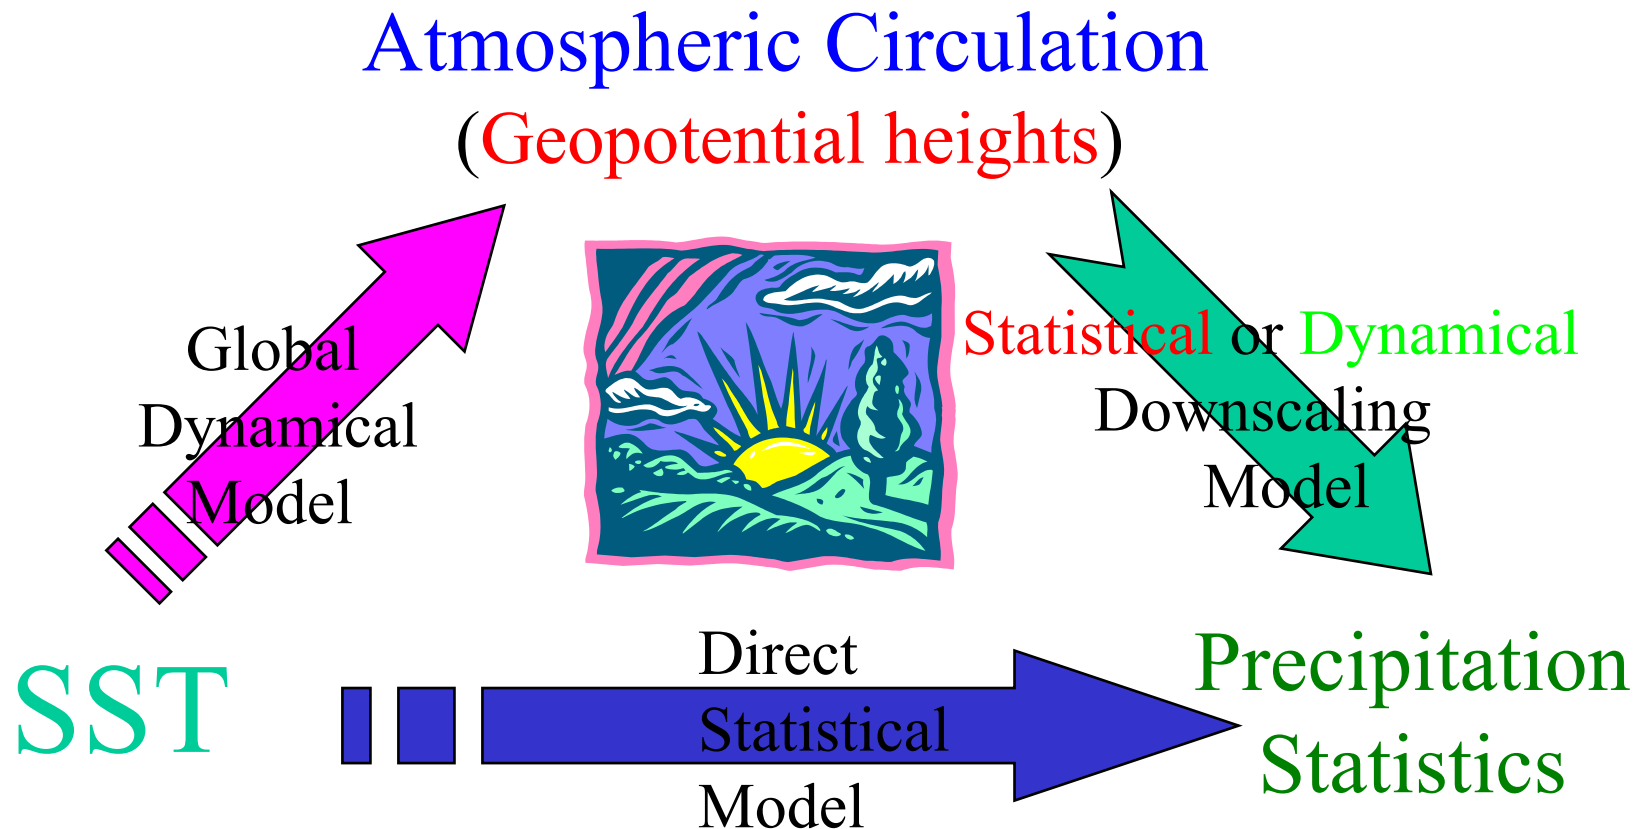 Atmospheric Circulation
(Geopotential heights)
Global
Dynamical
Model
Statistical or Dynamical
Downscaling
Model
SST
Direct
Statistical
Model
Precipitation
Statistics